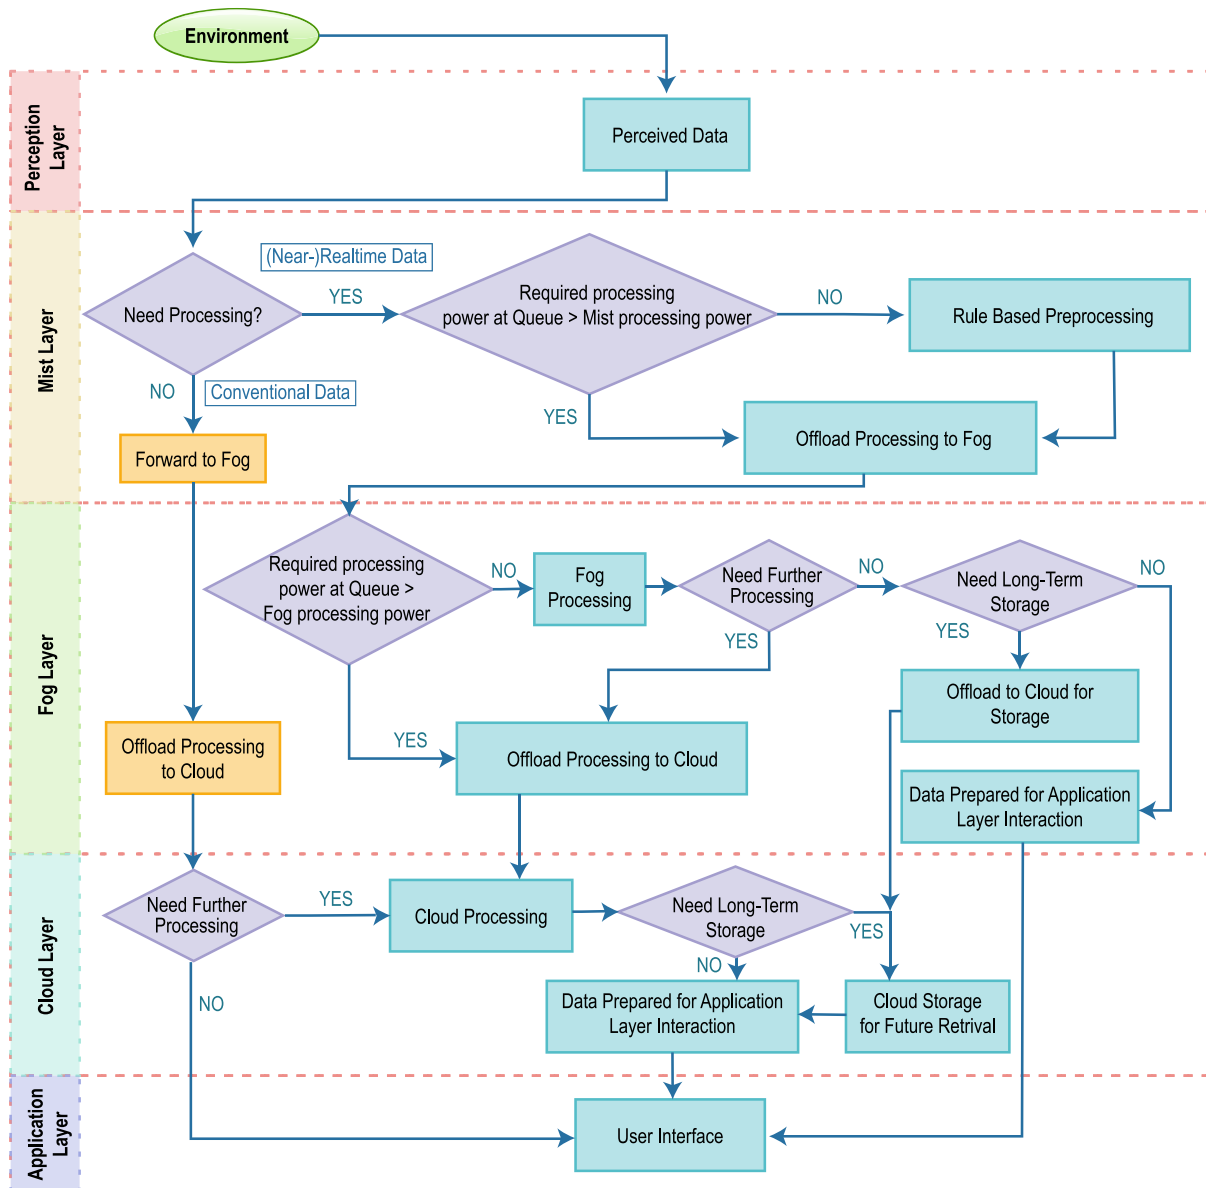 Environment
Perception
Layer
Perceived Data
Mist Layer
(Near-)Realtime Data
Need Processing?
YES
Required processing
power at Queue > Mist processing power
NO
Rule Based Preprocessing
NO
Conventional Data
YES
Offload Processing to Fog
Forward to Fog
Fog Layer
Required processing
power at Queue >
Fog processing power
NO
Fog
Processing
Need Further
Processing
NO
Need Long-Term
Storage
NO
YES
YES
Offload to Cloud for
Storage
Offload Processing
to Cloud
YES
Offload Processing to Cloud
Data Prepared for Application
Layer Interaction
Cloud Layer
Need Further
Processing
YES
Cloud Processing
Need Long-Term
Storage
YES
NO
NO
Data Prepared for Application
Layer Interaction
Cloud Storage
for Future Retrival
Application
Layer
User Interface